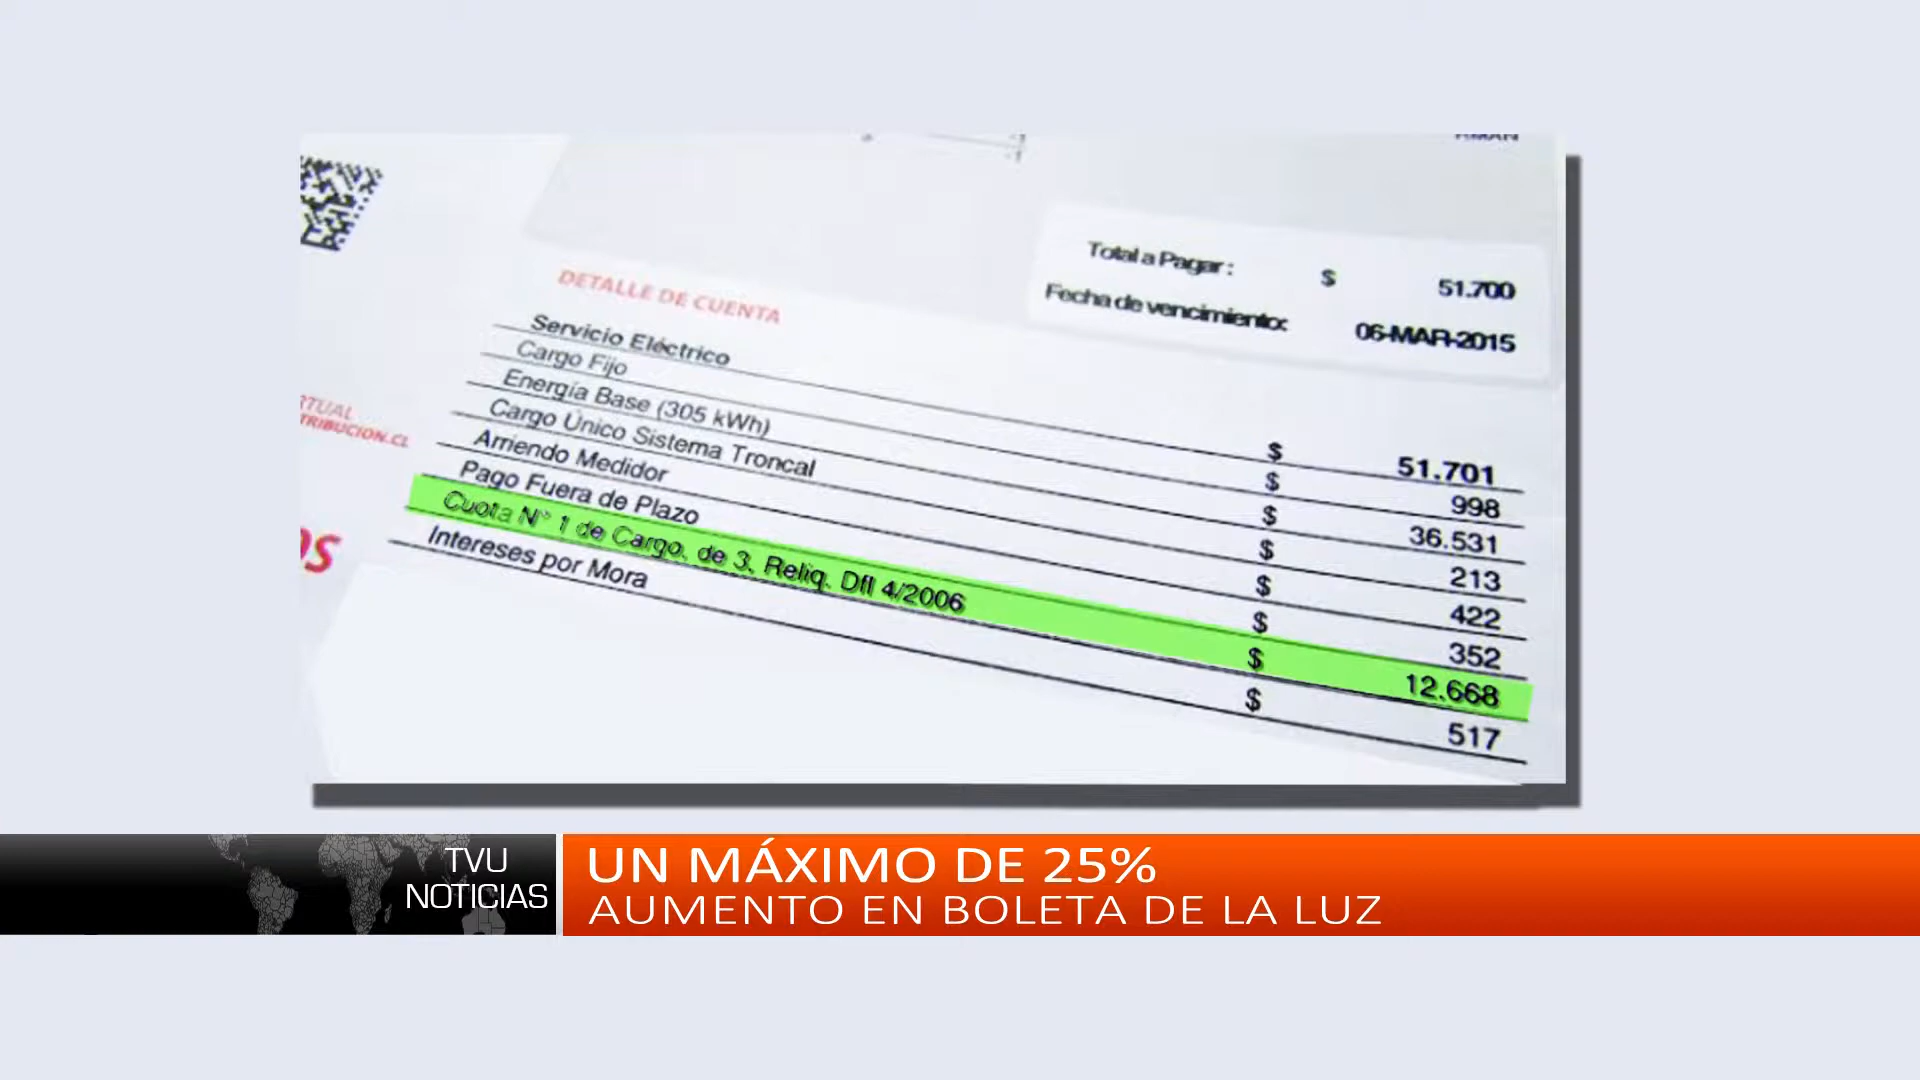 Total a Pagar : $ 51.700
Fecha de vencimiento: 06-MAR-2015
DETALLE DE CUENTA
Servicio Eléctrico $ 51.701
Cargo Fijo $ 998
Energía Base (305 kWh) $ 36.531
Cargo Único Sistema Troncal $ 213
Arriendo Medidor $ 422
Pago Fuera de Plazo $ 352
Cuota N° 1 de Cargo, de 3, Reliq. Dfl 4/2006 $ 12.668
Intereses por Mora $ 517
TRIBUCION.CL
TVU
NOTICIAS
UN MÁXIMO DE 25%
AUMENTO EN BOLETA DE LA LUZ